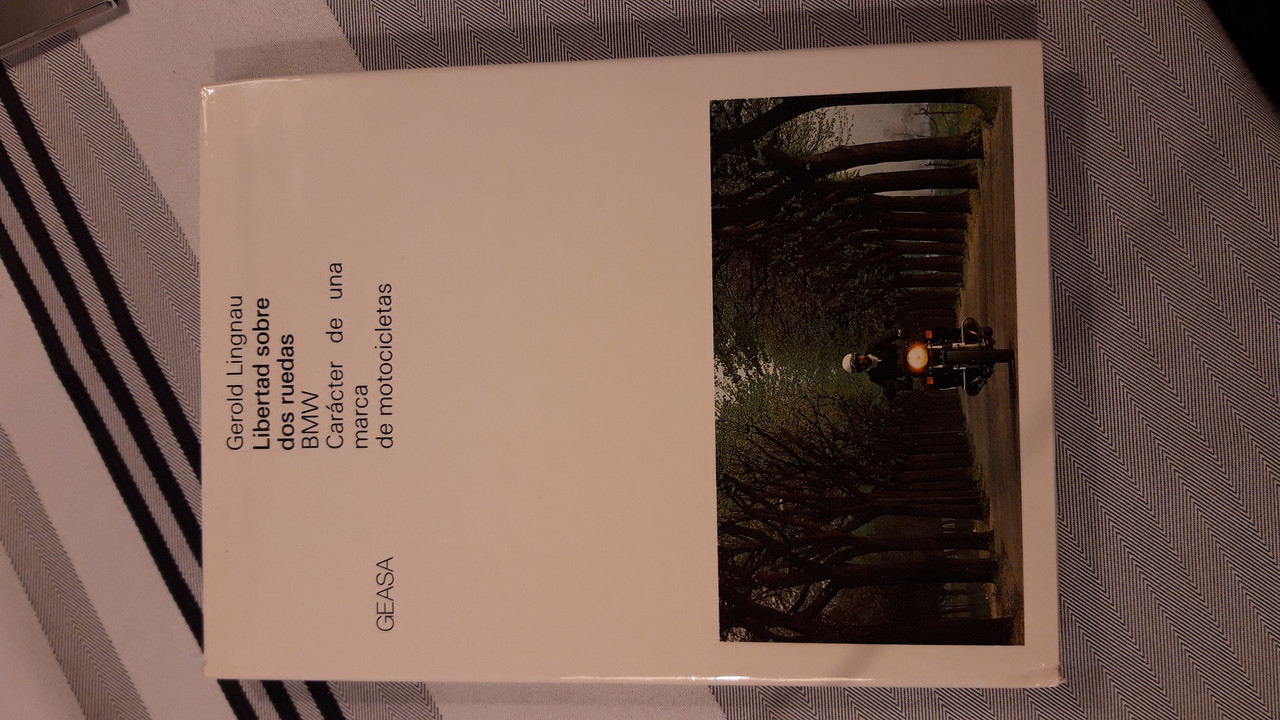 Gerold Lingnau
Libertad sobre
dos ruedas
BMW
Carácter de una
marca
de motocicletas
GEASA